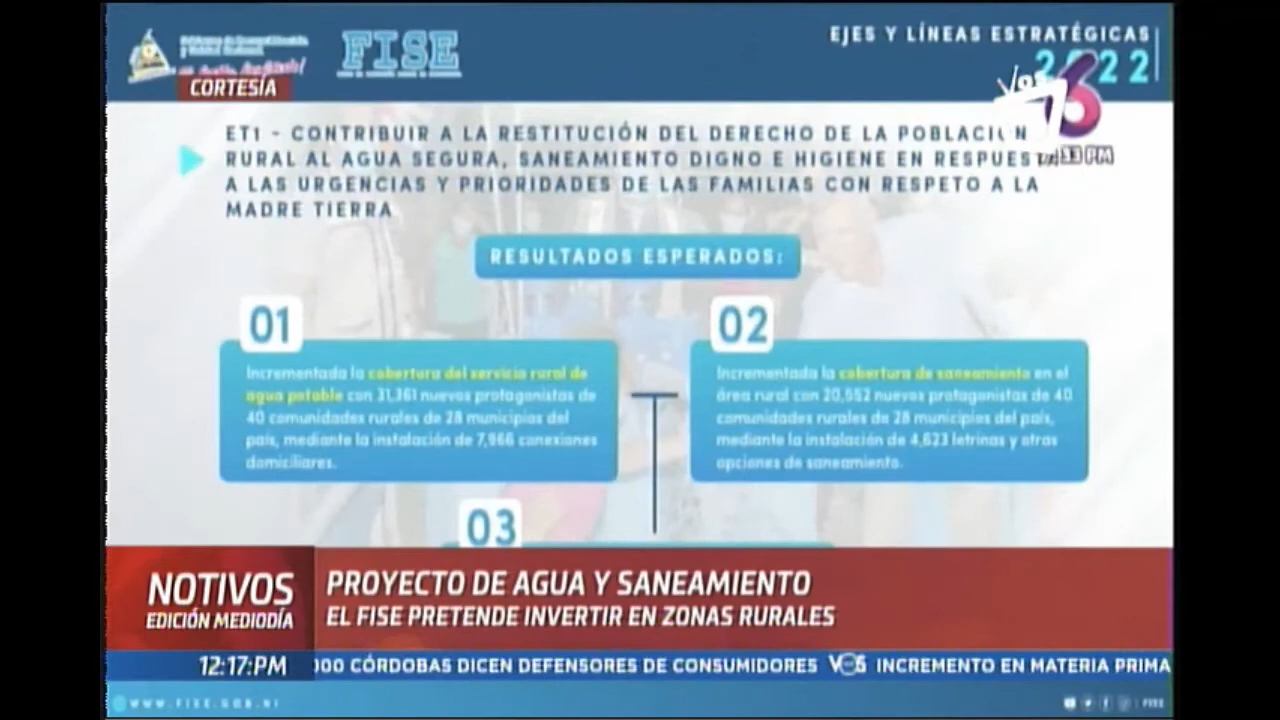 FISE
CORTESÍA
EJES Y LÍNEAS ESTRATÉGICAS
2022
VOS
6
ET1 - CONTRIBUIR A LA RESTITUCIÓN DEL DERECHO DE LA POBLACIÓN
RURAL AL AGUA SEGURA, SANEAMIENTO DIGNO E HIGIENE EN RESPUESTA
A LAS URGENCIAS Y PRIORIDADES DE LAS FAMILIAS CON RESPETO A LA
MADRE TIERRA
RESULTADOS ESPERADOS:
01
Incrementada la cobertura del servicio rural de
agua potable con 31,361 nuevos protagonistas de
40 comunidades rurales de 28 municipios del
país, mediante la instalación de 7,966 conexiones
domiciliares.
02
Incrementada la cobertura de saneamiento en el
área rural con 20,552 nuevos protagonistas de 40
comunidades rurales de 28 municipios del país,
mediante la instalación de 4,623 letrinas y otras
opciones de saneamiento.
03
NOTIVOS
EDICIÓN MEDIODÍA
PROYECTO DE AGUA Y SANEAMIENTO
EL FISE PRETENDE INVERTIR EN ZONAS RURALES
12:17:PM
000 CÓRDOBAS DICEN DEFENSORES DE CONSUMIDORES VOS INCREMENTO EN MATERIA PRIMA
WWW.FISE.GOB.NI
FISE